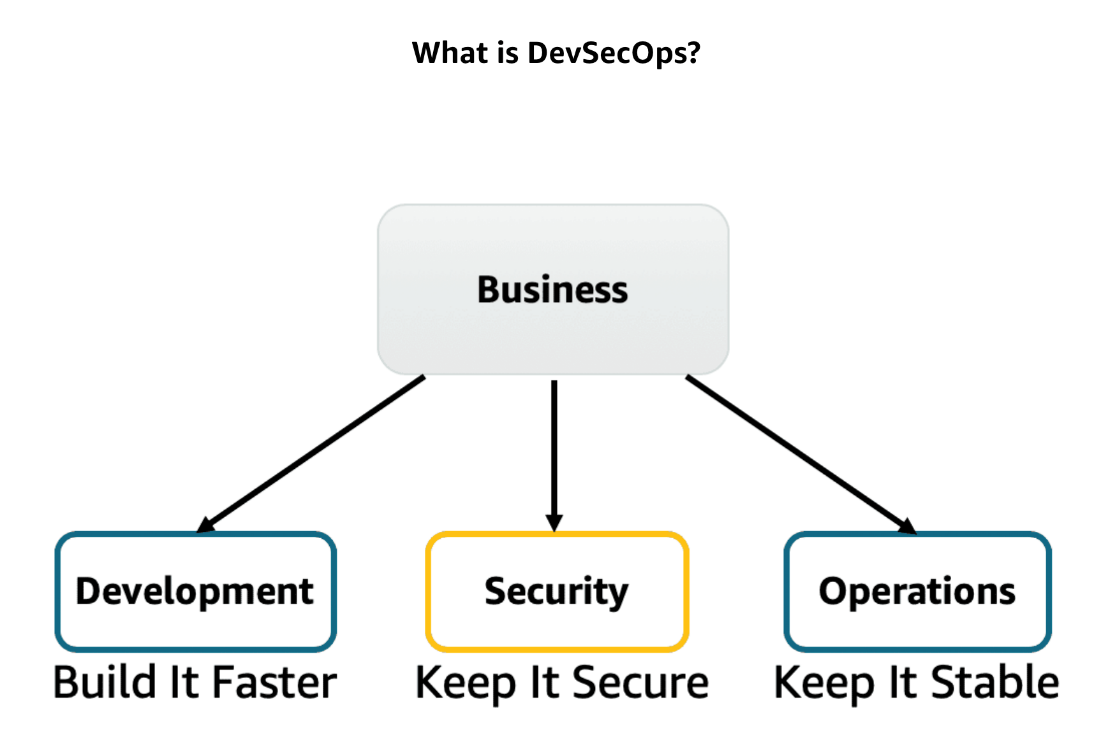 What is DevSecOps?
Business
Development
Security
Operations
Build It Faster
Keep It Secure
Keep It Stable